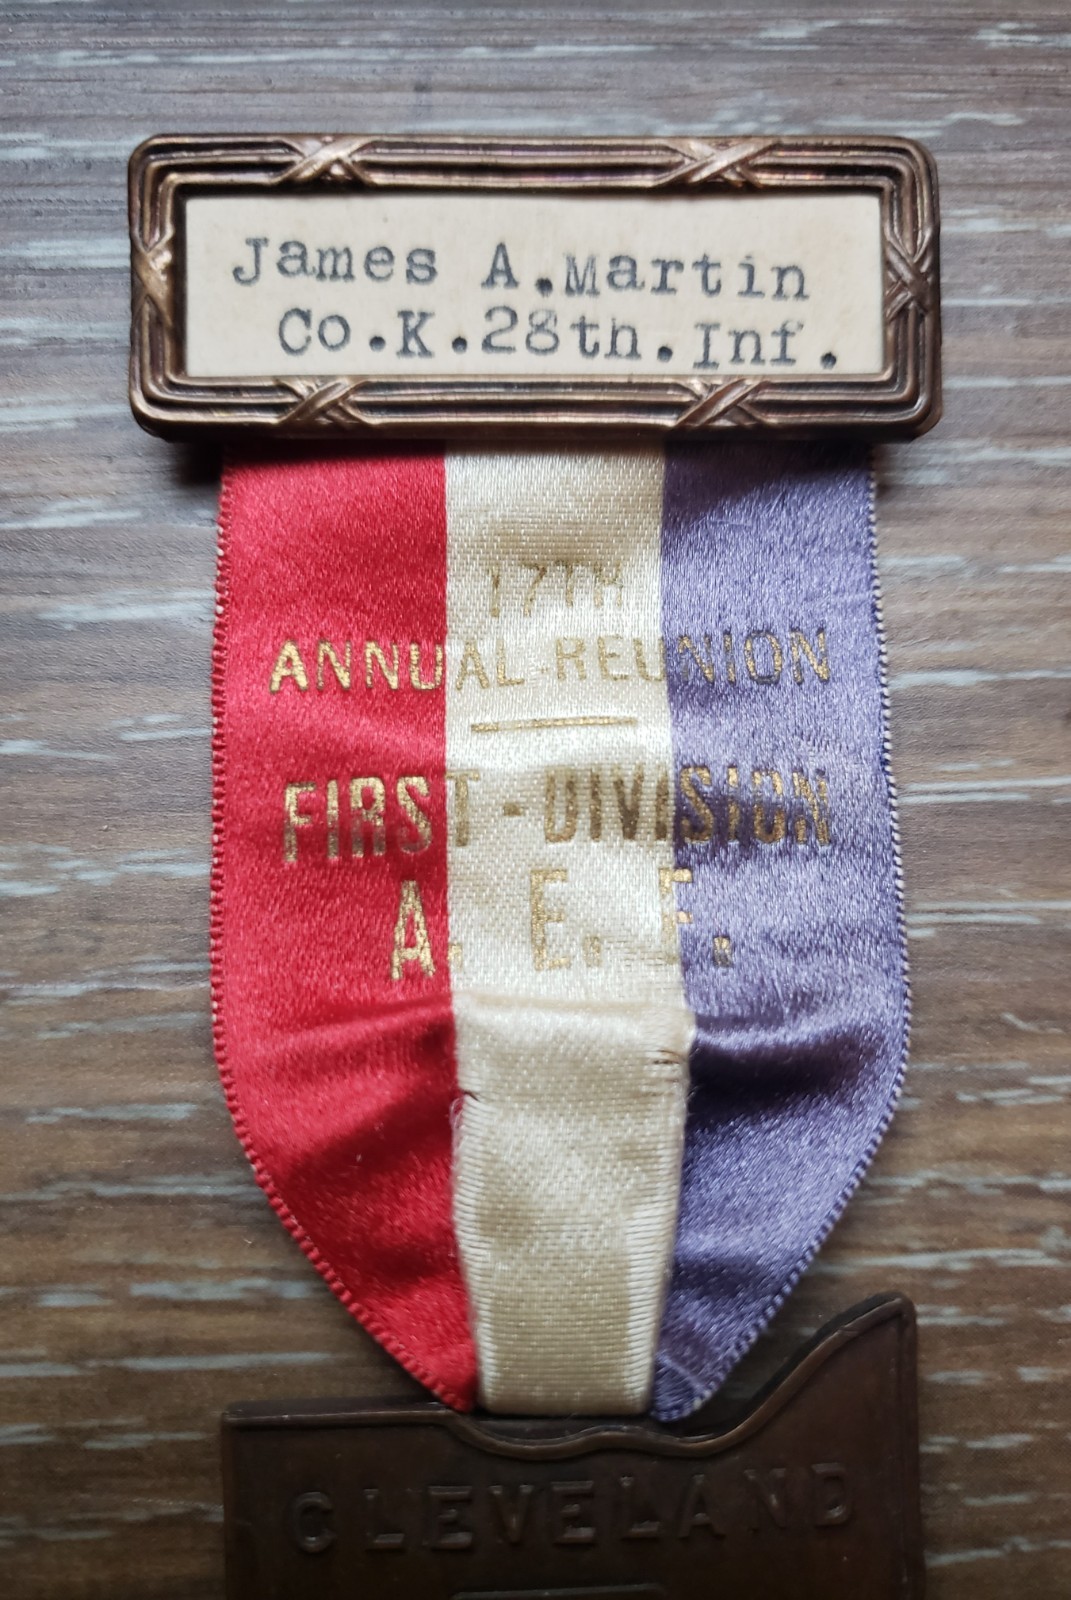 James A.Martin
Co.K.28th.Inf.
17TH
ANNUAL REUNION
FIRST-DIVISION
A. E. F.
CLEVELAND